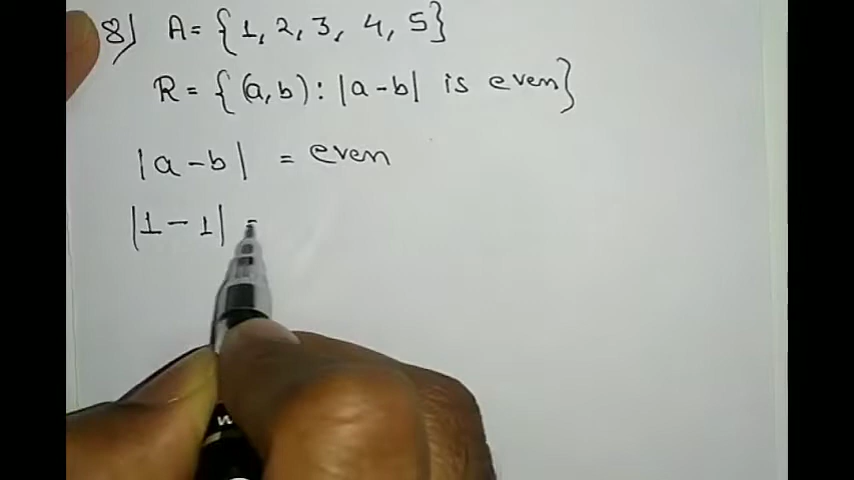 8) A = {1, 2, 3, 4, 5}
R = {(a, b) : |a - b| is even}
|a - b| = even
|1 - 1| =